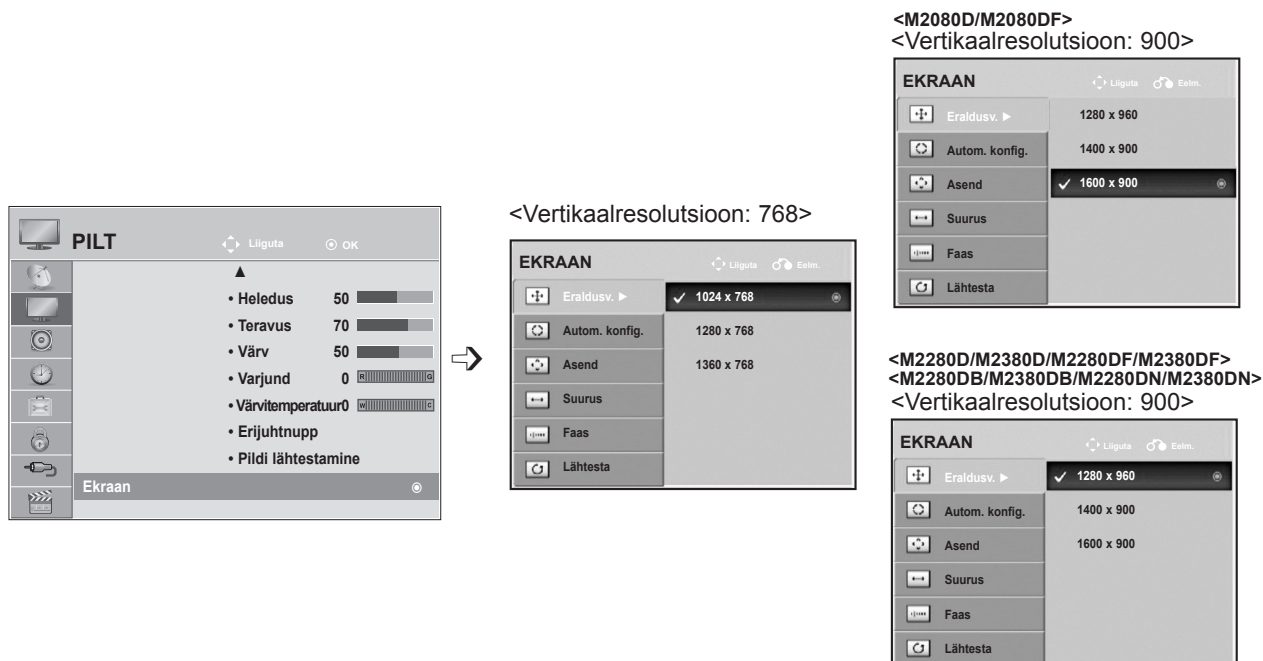 PILT
Liiguta
OK
▲
• Heledus 50
• Teravus 70
• Värv 50
• Varjund 0 R G
• Värvitemperatuur0 W C
• Erijuhtnupp
• Pildi lähtestamine
Ekraan
<Vertikaalresolutsioon: 768>
EKRAAN
Liiguta
Eelm.
Eraldusv. ►
✓ 1024 x 768
Autom. konfig.
1280 x 768
Asend
1360 x 768
Suurus
Faas
Lähtesta
<M2080D/M2080DF>
<Vertikaalresolutsioon: 900>
EKRAAN
Liiguta
Eelm.
Eraldusv. ►
1280 x 960
Autom. konfig.
1400 x 900
Asend
✓ 1600 x 900
Suurus
Faas
Lähtesta
<M2280D/M2380D/M2280DF/M2380DF>
<M2280DB/M2380DB/M2280DN/M2380DN>
<Vertikaalresolutsioon: 900>
EKRAAN
Liiguta
Eelm.
Eraldusv. ►
✓ 1280 x 960
Autom. konfig.
1400 x 900
Asend
1600 x 900
Suurus
Faas
Lähtesta